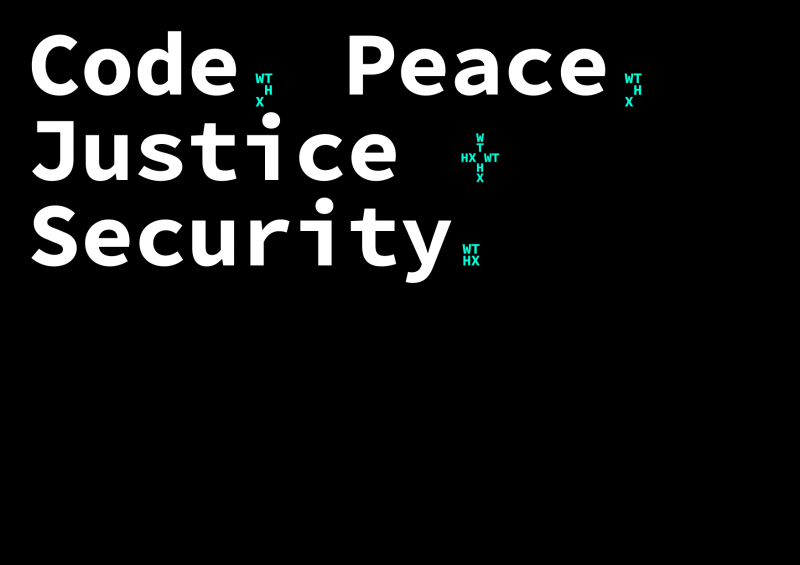 Code, Peace,
Justice +
Security.
WT
H
X
WT
H
X
W
T
HX WT
H
X
WT
HX